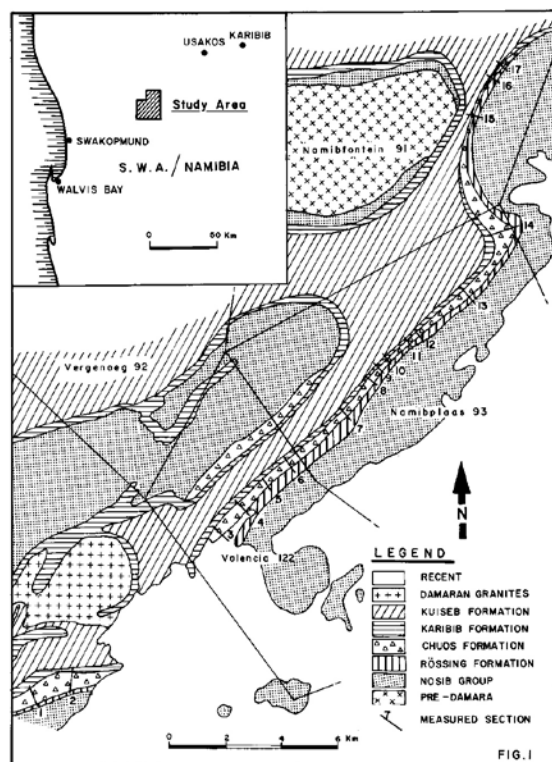 KARIBIB
USAKOS
Study Area
SWAKOPMUND
S.W.A./NAMIBIA
WALVIS BAY
0 50 Km
Namibfontein 91
17
16
15
14
13
12
11
10
9
8
7
6
5
4
3
2
1
Vergenoeg 92
Namibplaas 93
Valencia 122
N
LEGEND
RECENT
DAMARAN GRANITES
KUISEB FORMATION
KARIBIB FORMATION
CHUOS FORMATION
RÖSSING FORMATION
NOSIB GROUP
PRE-DAMARA
7 MEASURED SECTION
0 2 4 6
Km
FIG.1